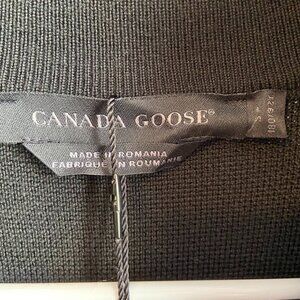 CANADA GOOSE®
MADE IN ROMANIA
FABRIQUÉ EN ROUMANIE